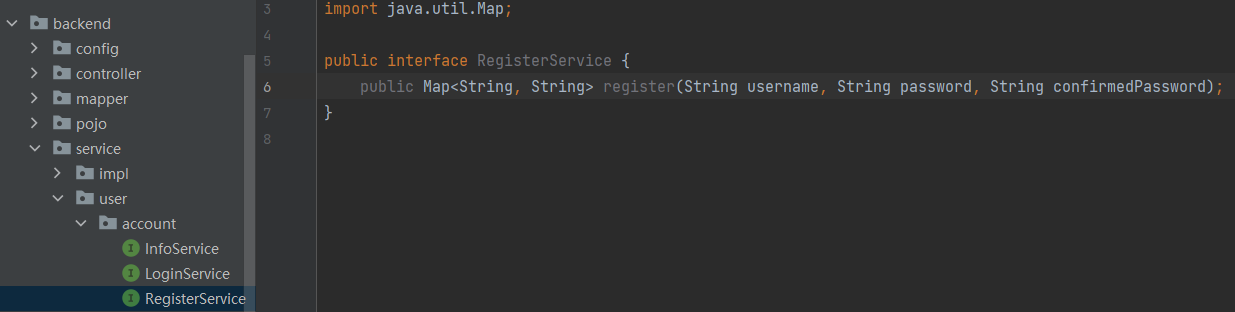 backend
config
controller
mapper
pojo
service
impl
user
account
InfoService
LoginService
RegisterService
3 import java.util.Map;
4
5 public interface RegisterService {
6 public Map<String, String> register(String username, String password, String confirmedPassword);
7 }
8